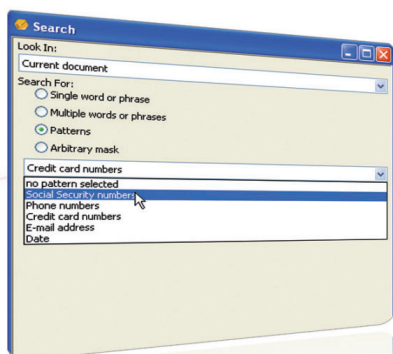 Search
Look In:
Current document
Search For:
Single word or phrase
Multiple words or phrases
Patterns
Arbitrary mask
Credit card numbers
no pattern selected
Social Security numbers
Phone numbers
Credit card numbers
E-mail address
Date